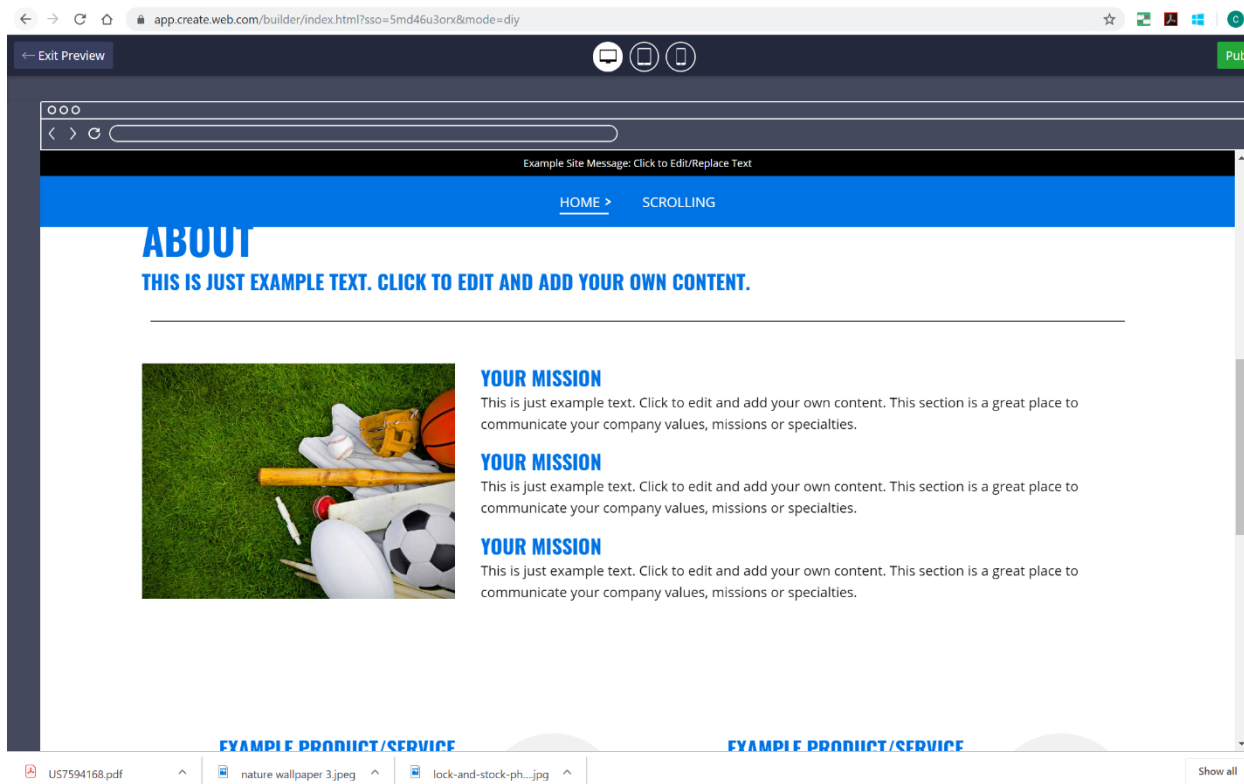 app.create.web.com/builder/index.html?sso=5md46u3orx&mode=diy
C
Exit Preview
Pub
Example Site Message: Click to Edit/Replace Text
HOME >
SCROLLING
ABOUT
THIS IS JUST EXAMPLE TEXT. CLICK TO EDIT AND ADD YOUR OWN CONTENT.
YOUR MISSION
This is just example text. Click to edit and add your own content. This section is a great place to
communicate your company values, missions or specialties.
YOUR MISSION
This is just example text. Click to edit and add your own content. This section is a great place to
communicate your company values, missions or specialties.
YOUR MISSION
This is just example text. Click to edit and add your own content. This section is a great place to
communicate your company values, missions or specialties.
EXAMPLE PRODUCT/SERVICE
EXAMPLE PRODUCT/SERVICE
US7594168.pdf
nature wallpaper 3.jpeg
lock-and-stock-ph....jpg
Show all